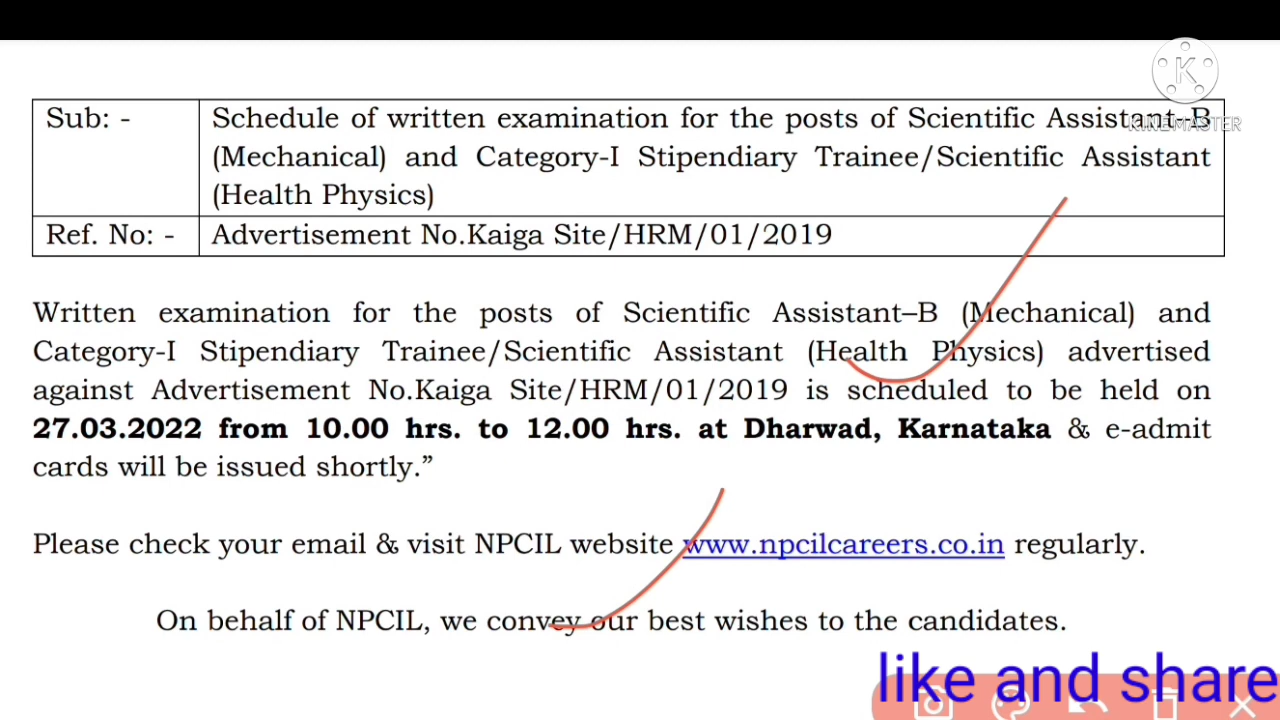 KINEMASTER
Sub: - Schedule of written examination for the posts of Scientific Assistant–B
(Mechanical) and Category-I Stipendiary Trainee/Scientific Assistant
(Health Physics)
Ref. No: - Advertisement No.Kaiga Site/HRM/01/2019
Written examination for the posts of Scientific Assistant–B (Mechanical) and
Category-I Stipendiary Trainee/Scientific Assistant (Health Physics) advertised
against Advertisement No.Kaiga Site/HRM/01/2019 is scheduled to be held on
27.03.2022 from 10.00 hrs. to 12.00 hrs. at Dharwad, Karnataka & e-admit
cards will be issued shortly.”
Please check your email & visit NPCIL website www.npcilcareers.co.in regularly.
On behalf of NPCIL, we convey our best wishes to the candidates.
like and share